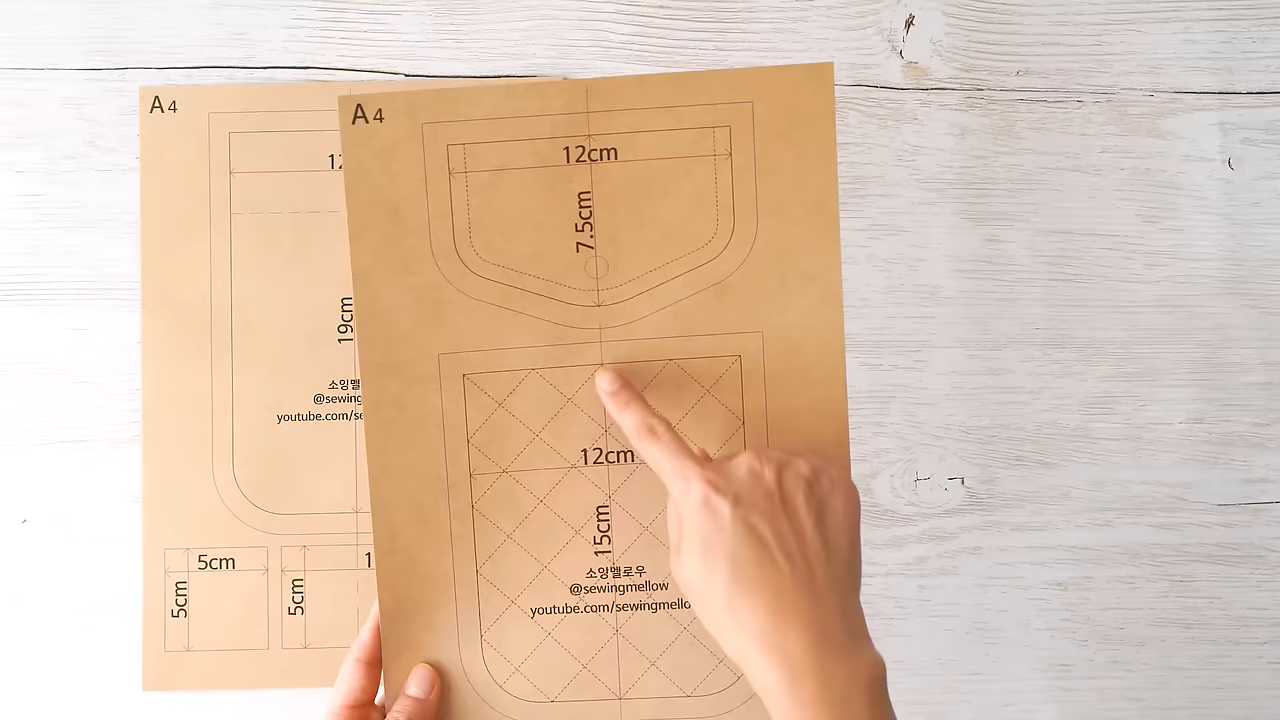 A4
12cm
7.5cm
12cm
15cm
소잉멜로우
@sewingmellow
youtube.com/sewingmello
A4
19cm
소잉멜
@sewing
youtube.com/se
5cm
5cm
5cm